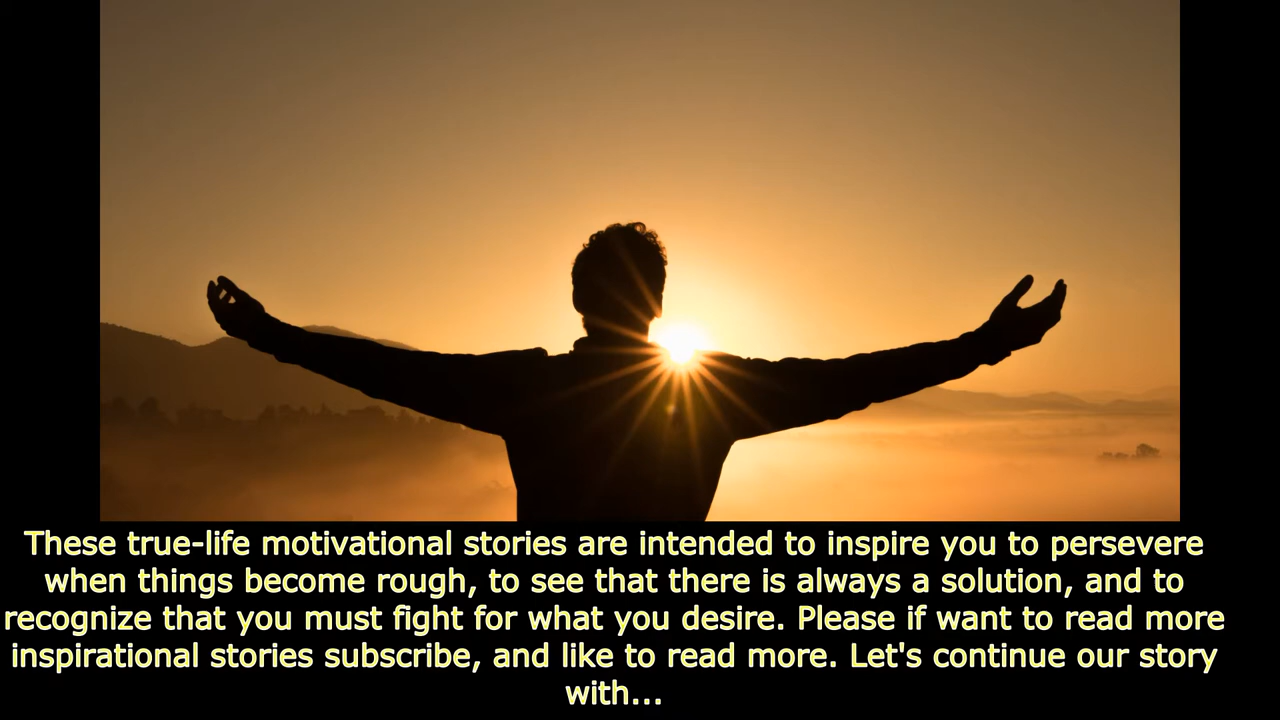 These true-life motivational stories are intended to inspire you to persevere
when things become rough, to see that there is always a solution, and to
recognize that you must fight for what you desire. Please if want to read more
inspirational stories subscribe, and like to read more. Let's continue our story
with...